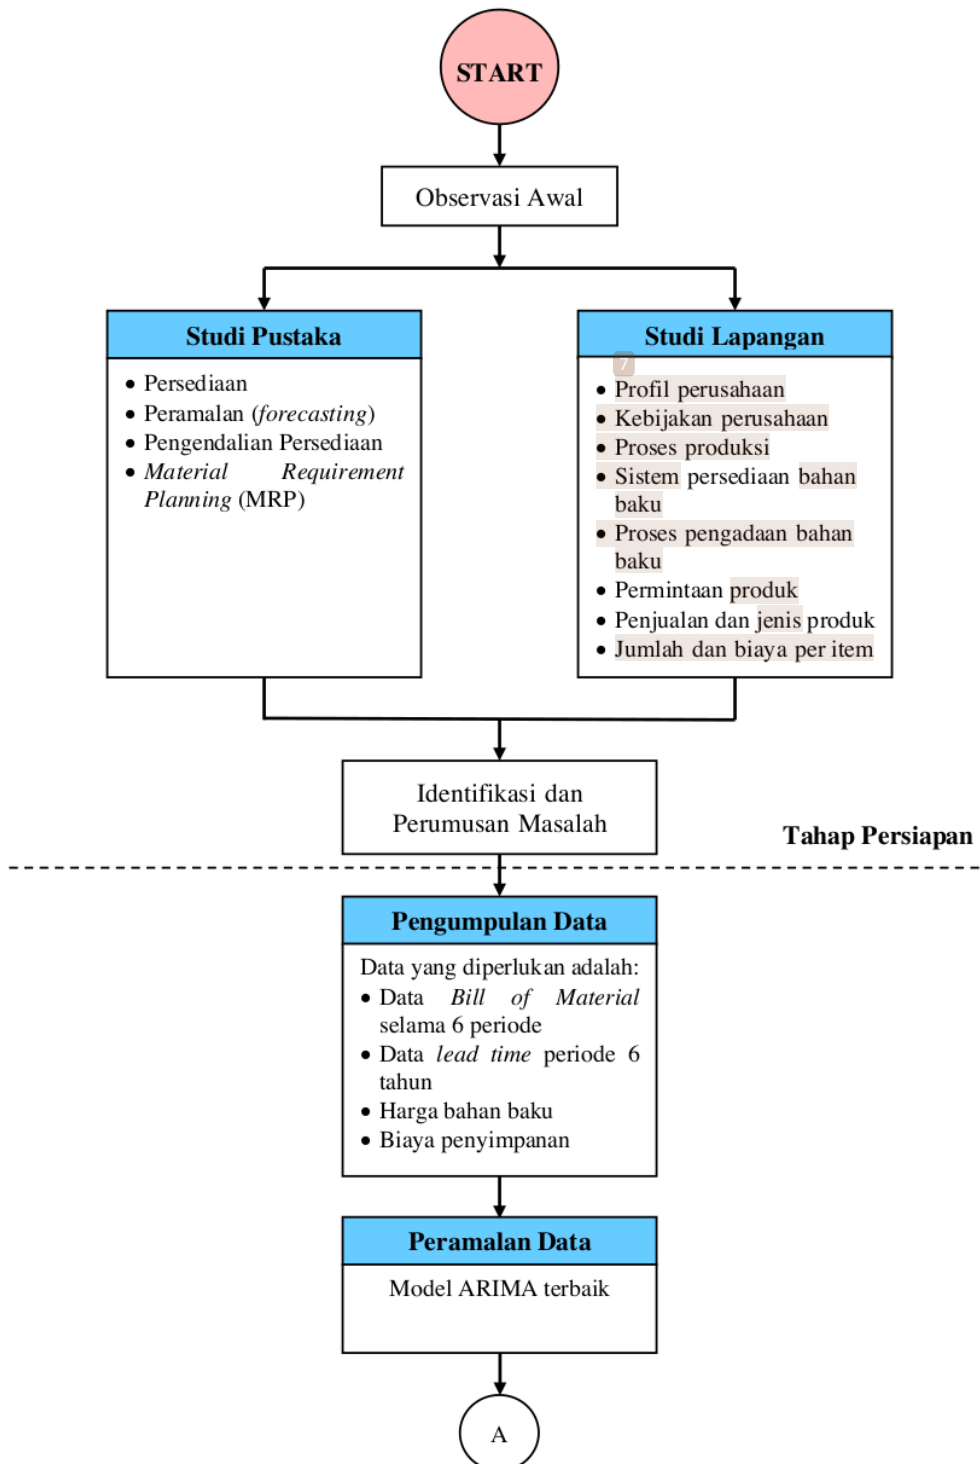 START
Observasi Awal
Studi Pustaka
• Persediaan
• Peramalan (forecasting)
• Pengendalian Persediaan
• Material Requirement
Planning (MRP)
Studi Lapangan
7
• Profil perusahaan
• Kebijakan perusahaan
• Proses produksi
• Sistem persediaan bahan
baku
• Proses pengadaan bahan
baku
• Permintaan produk
• Penjualan dan jenis produk
• Jumlah dan biaya per item
Identifikasi dan
Perumusan Masalah
Tahap Persiapan
Pengumpulan Data
Data yang diperlukan adalah:
• Data Bill of Material
selama 6 periode
• Data lead time periode 6
tahun
• Harga bahan baku
• Biaya penyimpanan
Peramalan Data
Model ARIMA terbaik
A